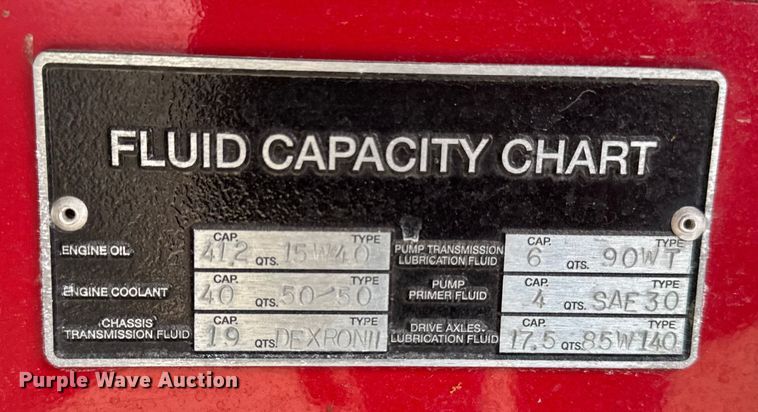 FLUID CAPACITY CHART
ENGINE OIL CAP. 41.2 QTS. TYPE 15W40
ENGINE COOLANT CAP. 40 QTS. TYPE 50/50
CHASSIS TRANSMISSION FLUID CAP. 19 QTS. TYPE DEXRONII
PUMP TRANSMISSION LUBRICATION FLUID CAP. 6 QTS. TYPE 90WT
PUMP PRIMER FLUID CAP. 4 QTS. TYPE SAE30
DRIVE AXLES LUBRICATION FLUID CAP. 17.5 QTS. TYPE 85W140
Purple Wave Auction